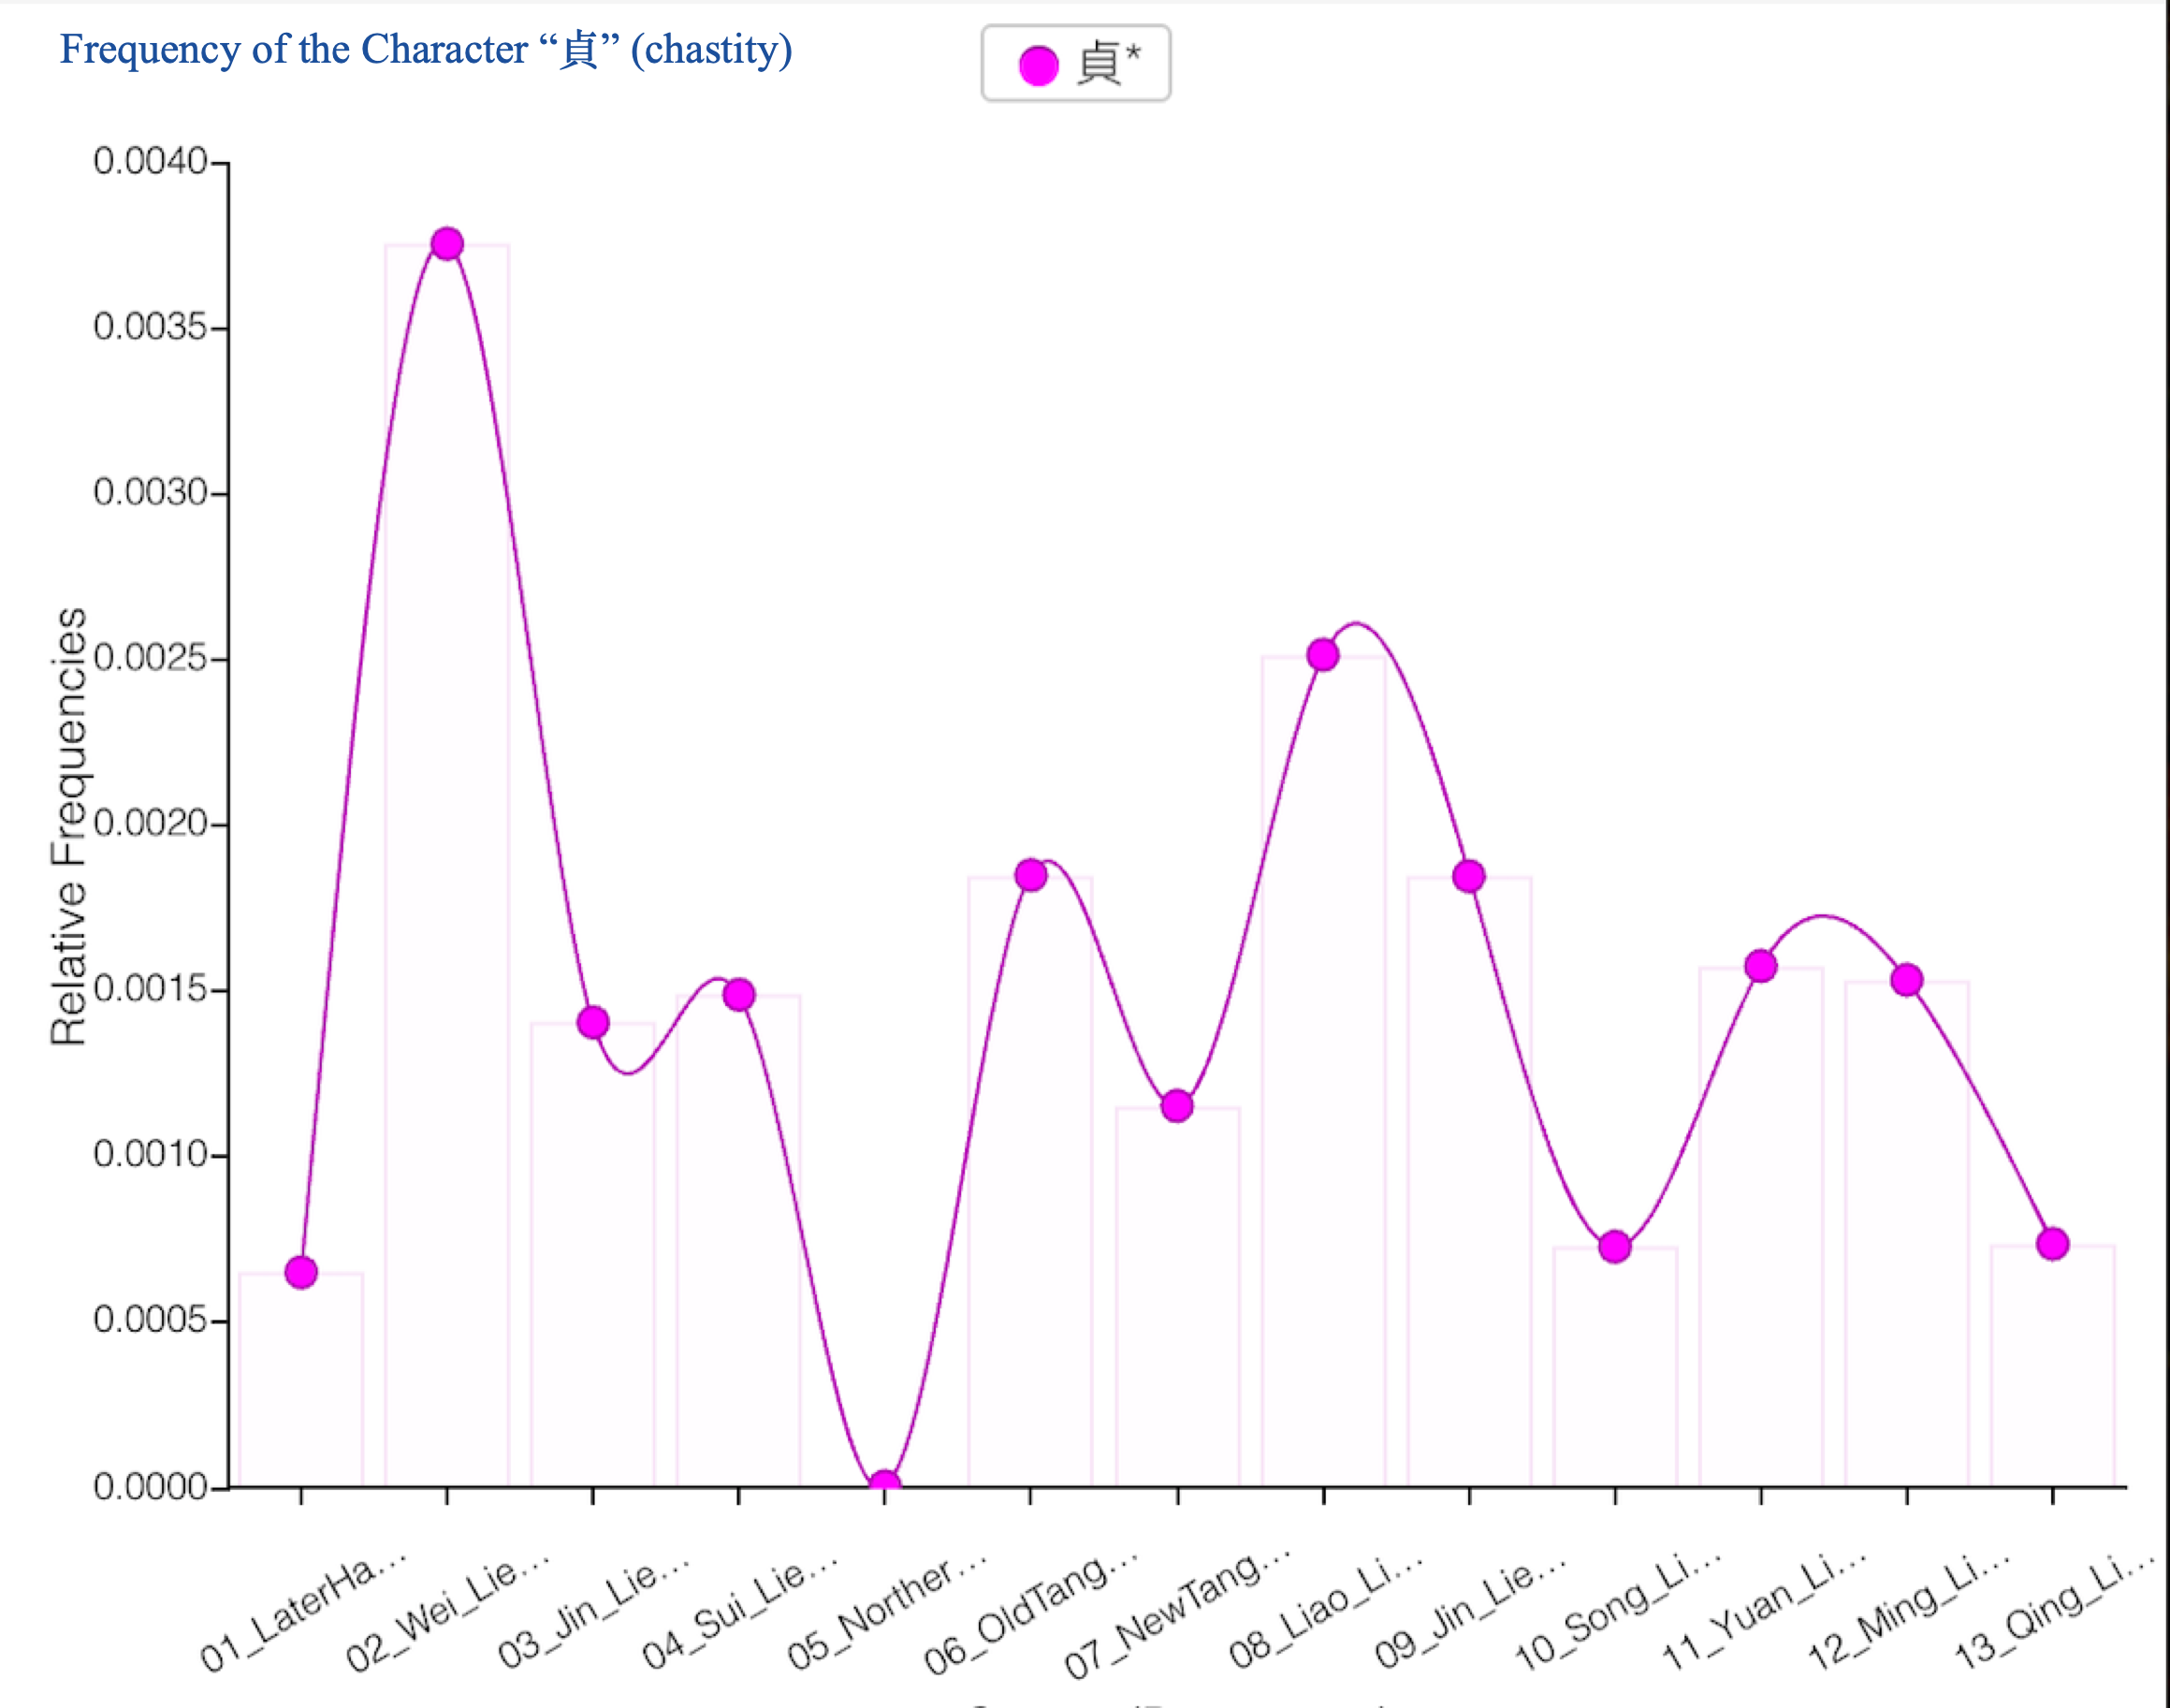 Frequency of the Character “貞” (chastity)
貞*
0.0040
0.0035
0.0030
0.0025
0.0020
0.0015
0.0010
0.0005
0.0000
Relative Frequencies
01_LaterHa...
02_Wei_Lie...
03_Jin_Lie...
04_Sui_Lie...
05_Norther...
06_OldTang...
07_NewTang...
08_Liao_Li...
09_Jin_Lie...
10_Song_Li...
11_Yuan_Li...
12_Ming_Li...
13_Qing_Li...